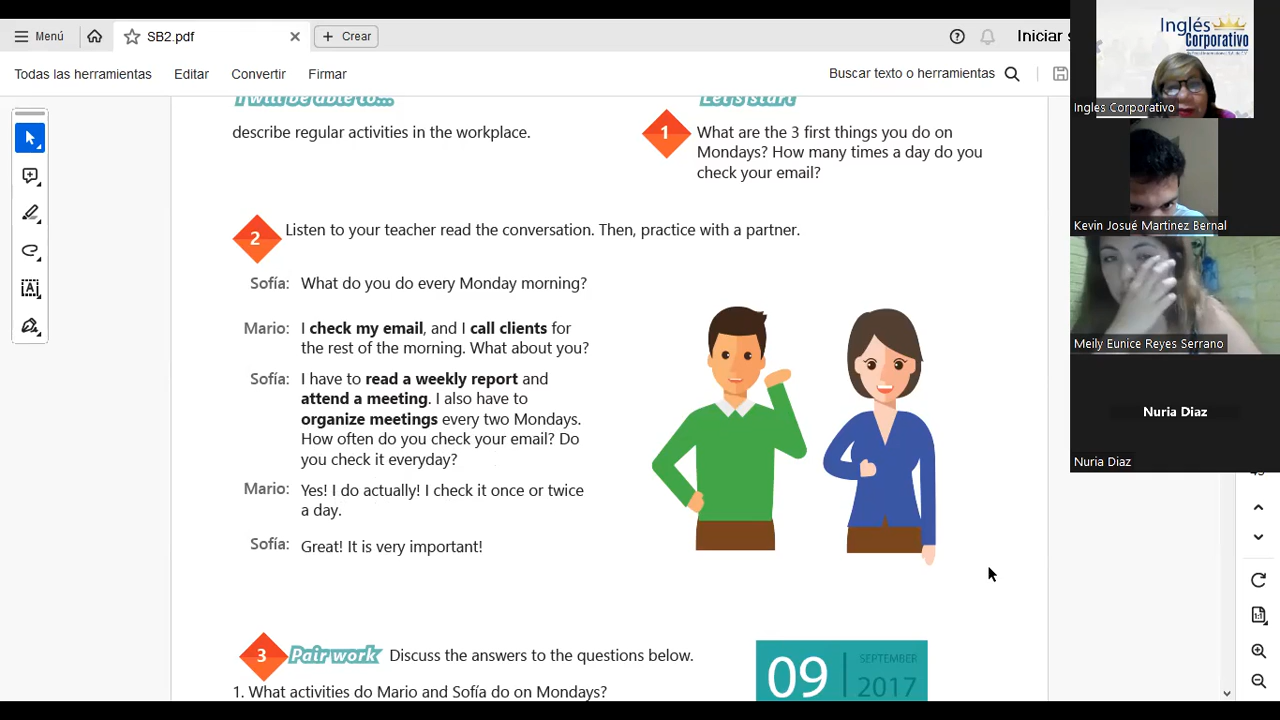 Menú
SB2.pdf
Crear
Iniciar s
Todas las herramientas
Editar
Convertir
Firmar
Buscar texto o herramientas
I will be able to...
describe regular activities in the workplace.
Let's start
1
What are the 3 first things you do on
Mondays? How many times a day do you
check your email?
2
Listen to your teacher read the conversation. Then, practice with a partner.
Sofía: What do you do every Monday morning?
Mario: I check my email, and I call clients for
the rest of the morning. What about you?
Sofía: I have to read a weekly report and
attend a meeting. I also have to
organize meetings every two Mondays.
How often do you check your email? Do
you check it everyday?
Mario: Yes! I do actually! I check it once or twice
a day.
Sofía: Great! It is very important!
3
Pair work Discuss the answers to the questions below.
1. What activities do Mario and Sofía do on Mondays?
09
SEPTEMBER
2017
Inglés
Corporativo
Ingles Corporativo
Kevin Josué Martinez Bernal
Meily Eunice Reyes Serrano
Nuria Diaz
Nuria Diaz